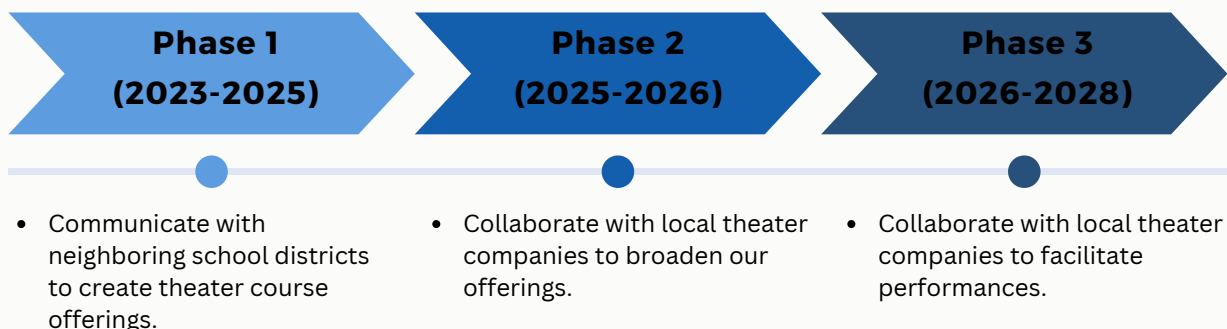 Phase 1
(2023-2025)
Phase 2
(2025-2026)
Phase 3
(2026-2028)
• Communicate with
neighboring school districts
to create theater course
offerings.
• Collaborate with local theater
companies to broaden our
offerings.
• Collaborate with local theater
companies to facilitate
performances.